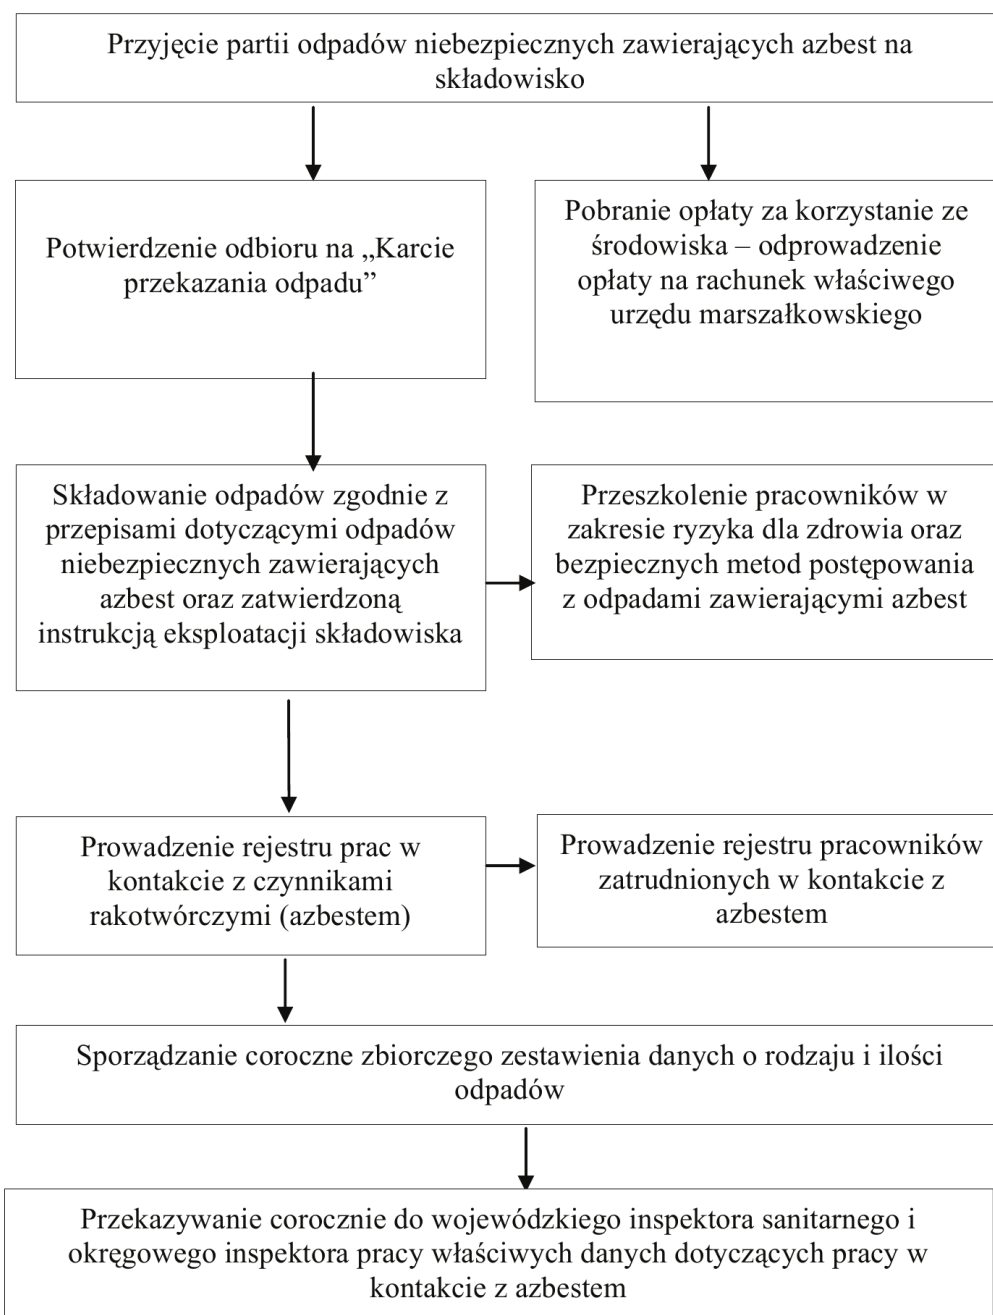 Przyjęcie partii odpadów niebezpiecznych zawierających azbest na
składowisko
Potwierdzenie odbioru na „Karcie
przekazania odpadu”
Pobranie opłaty za korzystanie ze
środowiska – odprowadzenie
opłaty na rachunek właściwego
urzędu marszałkowskiego
Składowanie odpadów zgodnie z
przepisami dotyczącymi odpadów
niebezpiecznych zawierających
azbest oraz zatwierdzoną
instrukcją eksploatacji składowiska
Przeszkolenie pracowników w
zakresie ryzyka dla zdrowia oraz
bezpiecznych metod postępowania
z odpadami zawierającymi azbest
Prowadzenie rejestru prac w
kontakcie z czynnikami
rakotwórczymi (azbestem)
Prowadzenie rejestru pracowników
zatrudnionych w kontakcie z
azbestem
Sporządzanie coroczne zbiorczego zestawienia danych o rodzaju i ilości
odpadów
Przekazywanie corocznie do wojewódzkiego inspektora sanitarnego i
okręgowego inspektora pracy właściwych danych dotyczących pracy w
kontakcie z azbestem